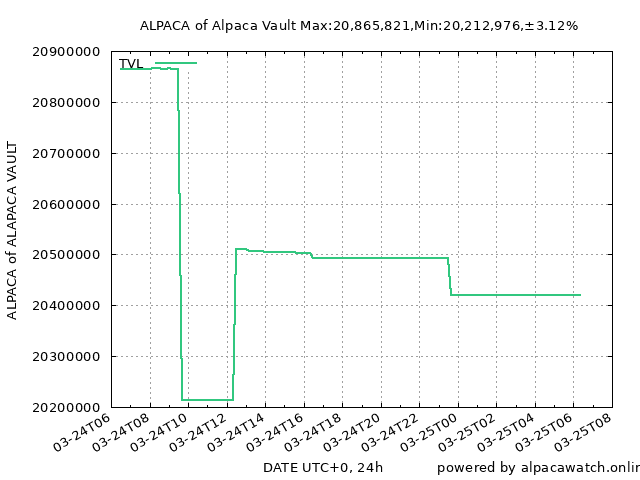 ALPACA of Alpaca Vault Max:20,865,821,Min:20,212,976,±3.12%
TVL
20900000
20800000
20700000
20600000
20500000
20400000
20300000
20200000
ALPACA of ALAPACA VAULT
03-24T06
03-24T08
03-24T10
03-24T12
03-24T14
03-24T16
03-24T18
03-24T20
03-24T22
03-25T00
03-25T02
03-25T04
03-25T06
03-25T08
DATE UTC+0, 24h
powered by alpacawatch.onlin